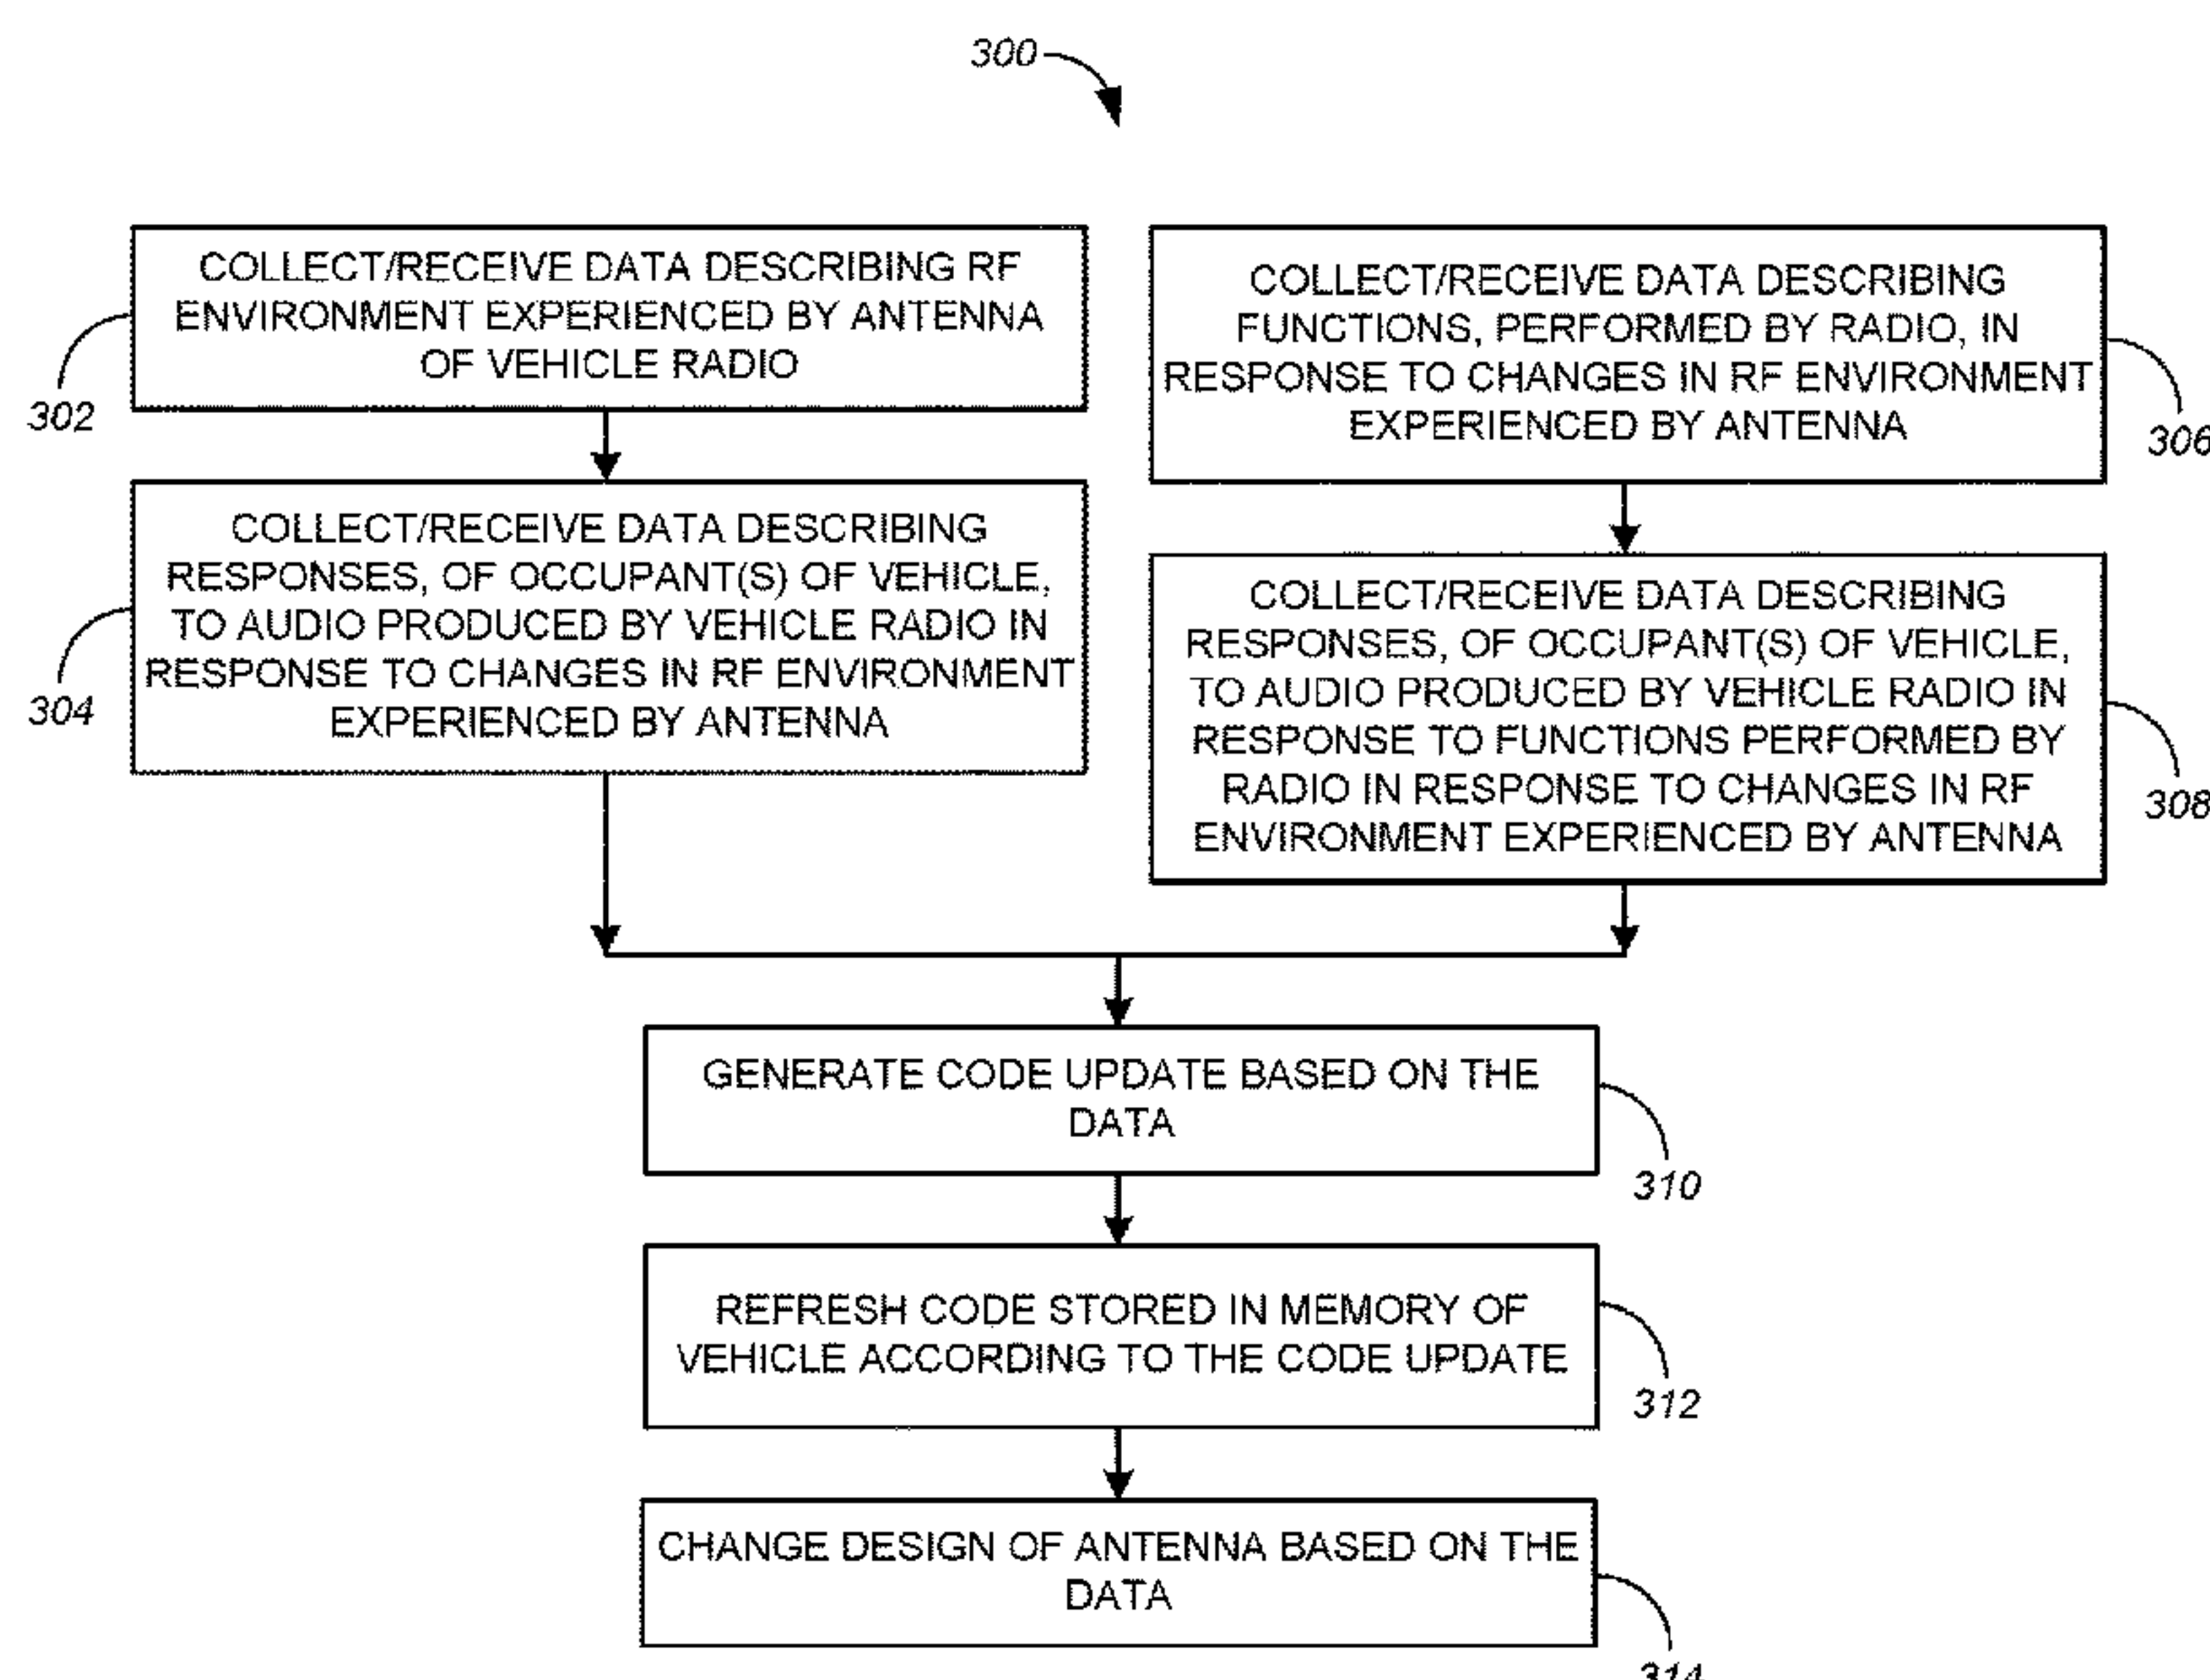 300
COLLECT/RECEIVE DATA DESCRIBING RF
ENVIRONMENT EXPERIENCED BY ANTENNA
OF VEHICLE RADIO
302
COLLECT/RECEIVE DATA DESCRIBING
RESPONSES, OF OCCUPANT(S) OF VEHICLE,
TO AUDIO PRODUCED BY VEHICLE RADIO IN
RESPONSE TO CHANGES IN RF ENVIRONMENT
EXPERIENCED BY ANTENNA
304
COLLECT/RECEIVE DATA DESCRIBING
FUNCTIONS, PERFORMED BY RADIO, IN
RESPONSE TO CHANGES IN RF ENVIRONMENT
EXPERIENCED BY ANTENNA
306
COLLECT/RECEIVE DATA DESCRIBING
RESPONSES, OF OCCUPANT(S) OF VEHICLE,
TO AUDIO PRODUCED BY VEHICLE RADIO IN
RESPONSE TO FUNCTIONS PERFORMED BY
RADIO IN RESPONSE TO CHANGES IN RF
ENVIRONMENT EXPERIENCED BY ANTENNA
308
GENERATE CODE UPDATE BASED ON THE
DATA
310
REFRESH CODE STORED IN MEMORY OF
VEHICLE ACCORDING TO THE CODE UPDATE
312
CHANGE DESIGN OF ANTENNA BASED ON THE
DATA
314